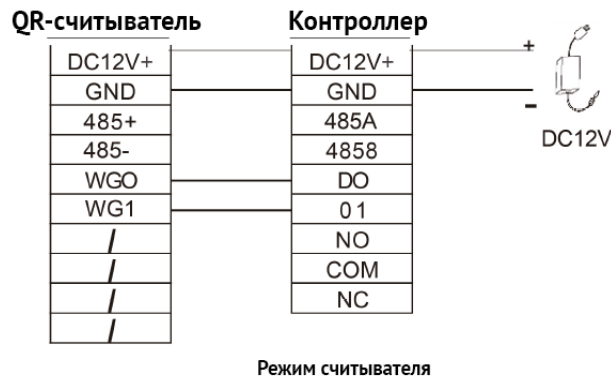 QR-считыватель Контроллер
DC12V+ DC12V+ +
GND GND -
485+ 485A DC12V
485- 4858
WGO DO
WG1 01
/ NO
/ COM
/ NC
/
Режим считывателя